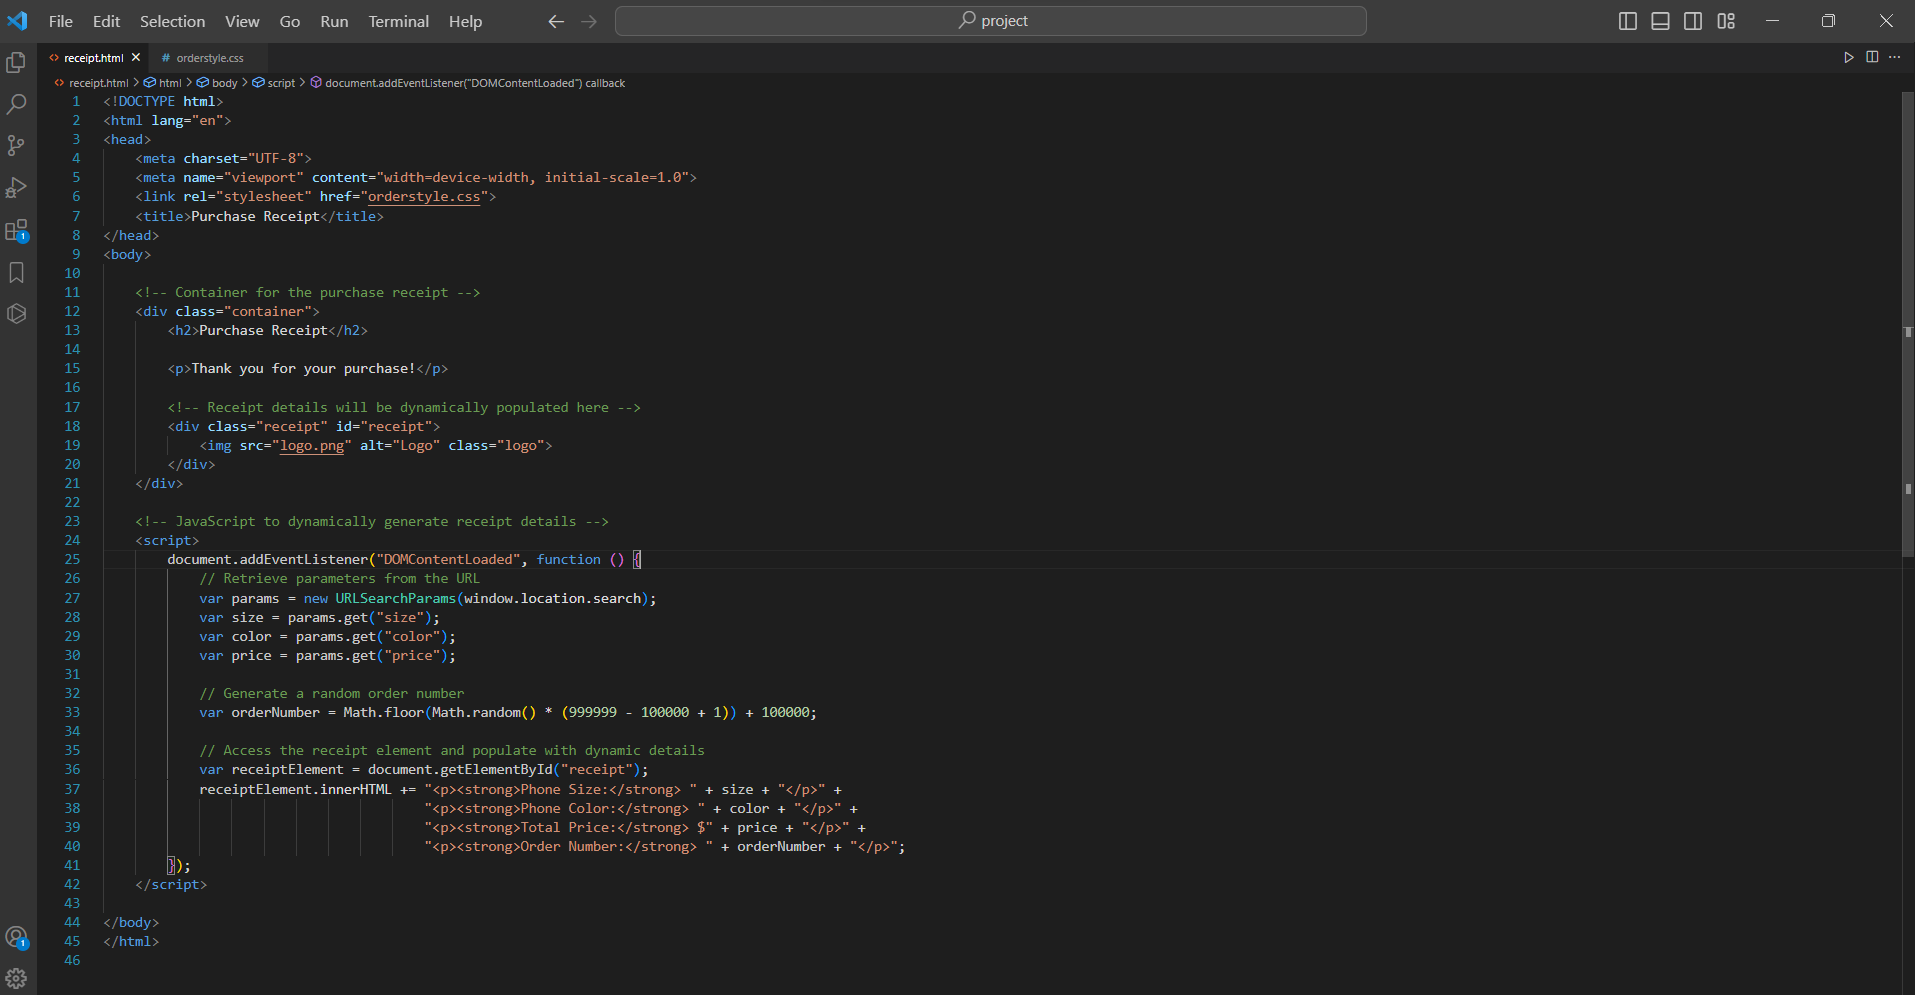 File Edit Selection View Go Run Terminal Help project
receipt.html # orderstyle.css
receipt.html > html > body > script > document.addEventListener("DOMContentLoaded") callback
1 <!DOCTYPE html>
2 <html lang="en">
3 <head>
4     <meta charset="UTF-8">
5     <meta name="viewport" content="width=device-width, initial-scale=1.0">
6     <link rel="stylesheet" href="orderstyle.css">
7     <title>Purchase Receipt</title>
8 </head>
9 <body>
10
11     <!-- Container for the purchase receipt -->
12     <div class="container">
13         <h2>Purchase Receipt</h2>
14
15         <p>Thank you for your purchase!</p>
16
17         <!-- Receipt details will be dynamically populated here -->
18         <div class="receipt" id="receipt">
19             <img src="logo.png" alt="Logo" class="logo">
20         </div>
21     </div>
22
23     <!-- JavaScript to dynamically generate receipt details -->
24     <script>
25         document.addEventListener("DOMContentLoaded", function () {
26             // Retrieve parameters from the URL
27             var params = new URLSearchParams(window.location.search);
28             var size = params.get("size");
29             var color = params.get("color");
30             var price = params.get("price");
31
32             // Generate a random order number
33             var orderNumber = Math.floor(Math.random() * (999999 - 100000 + 1)) + 100000;
34
35             // Access the receipt element and populate with dynamic details
36             var receiptElement = document.getElementById("receipt");
37             receiptElement.innerHTML += "<p><strong>Phone Size:</strong> " + size + "</p>" +
38                                         "<p><strong>Phone Color:</strong> " + color + "</p>" +
39                                         "<p><strong>Total Price:</strong> $" + price + "</p>" +
40                                         "<p><strong>Order Number:</strong> " + orderNumber + "</p>";
41         });
42     </script>
43
44 </body>
45 </html>
46
1
1